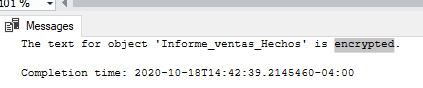 101 %
Messages
The text for object 'Informe_ventas_Hechos' is encrypted.
Completion time: 2020-10-18T14:42:39.2145460-04:00